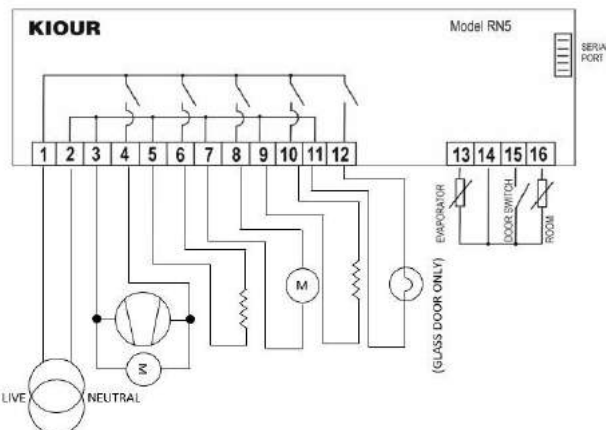 KIOUR
Model RN5
SERIA
PORT
1 2 3 4 5 6 7 8 9 10 11 12
13 14 15 16
EVAPORATOR
DOOR SWITCH
ROOM
M
M
(GLASS DOOR ONLY)
LIVE
NEUTRAL